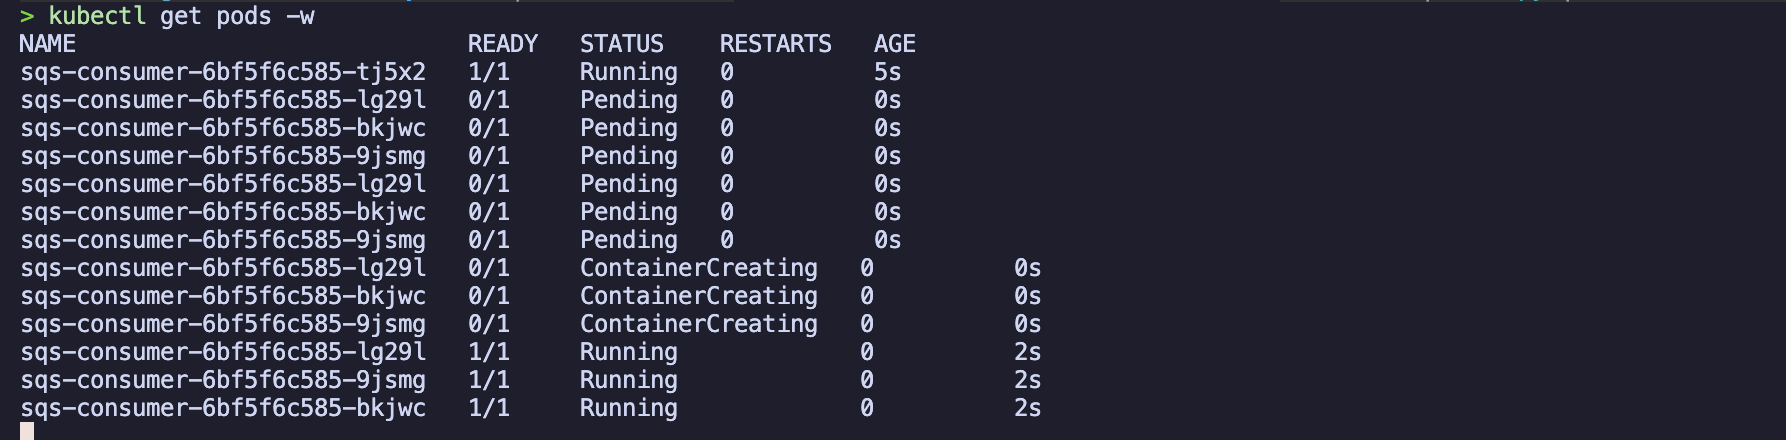 > kubectl get pods -w
NAME                            READY   STATUS    RESTARTS   AGE
sqs-consumer-6bf5f6c585-tj5x2   1/1     Running   0          5s
sqs-consumer-6bf5f6c585-lg29l   0/1     Pending   0          0s
sqs-consumer-6bf5f6c585-bkjwc   0/1     Pending   0          0s
sqs-consumer-6bf5f6c585-9jsmg   0/1     Pending   0          0s
sqs-consumer-6bf5f6c585-lg29l   0/1     Pending   0          0s
sqs-consumer-6bf5f6c585-bkjwc   0/1     Pending   0          0s
sqs-consumer-6bf5f6c585-9jsmg   0/1     Pending   0          0s
sqs-consumer-6bf5f6c585-lg29l   0/1     ContainerCreating   0          0s
sqs-consumer-6bf5f6c585-bkjwc   0/1     ContainerCreating   0          0s
sqs-consumer-6bf5f6c585-9jsmg   0/1     ContainerCreating   0          0s
sqs-consumer-6bf5f6c585-lg29l   1/1     Running             0          2s
sqs-consumer-6bf5f6c585-9jsmg   1/1     Running             0          2s
sqs-consumer-6bf5f6c585-bkjwc   1/1     Running             0          2s